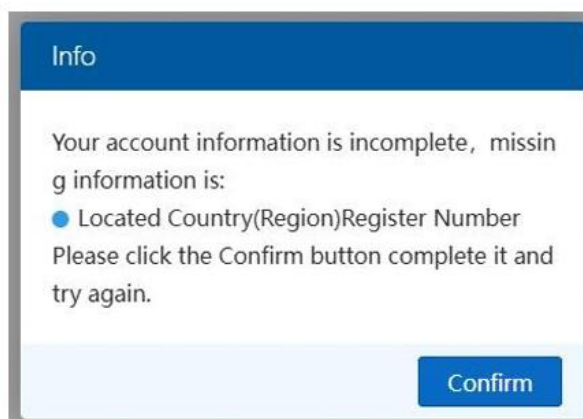 Info
Your account information is incomplete，missin
g information is:
Located Country(Region)Register Number
Please click the Confirm button complete it and
try again.
Confirm